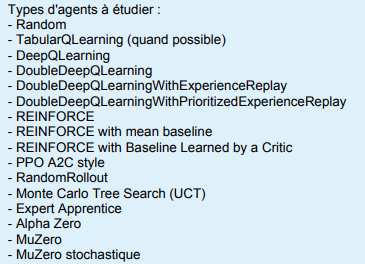 Types d'agents à étudier :
- Random
- TabularQLearning (quand possible)
- DeepQLearning
- DoubleDeepQLearning
- DoubleDeepQLearningWithExperienceReplay
- DoubleDeepQLearningWithPrioritizedExperienceReplay
- REINFORCE
- REINFORCE with mean baseline
- REINFORCE with Baseline Learned by a Critic
- PPO A2C style
- RandomRollout
- Monte Carlo Tree Search (UCT)
- Expert Apprentice
- Alpha Zero
- MuZero
- MuZero stochastique